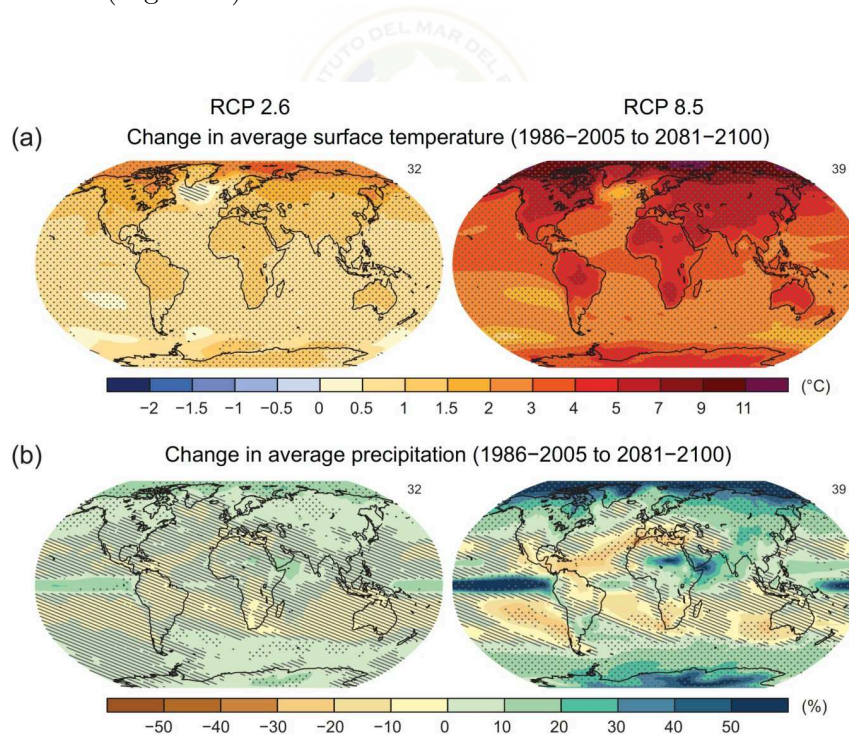 RCP 2.6
RCP 8.5
(a)
Change in average surface temperature (1986−2005 to 2081−2100)
32
39
(°C)
−2 −1.5 −1 −0.5 0 0.5 1 1.5 2 3 4 5 7 9 11
(b)
Change in average precipitation (1986−2005 to 2081−2100)
32
39
(%)
−50 −40 −30 −20 −10 0 10 20 30 40 50